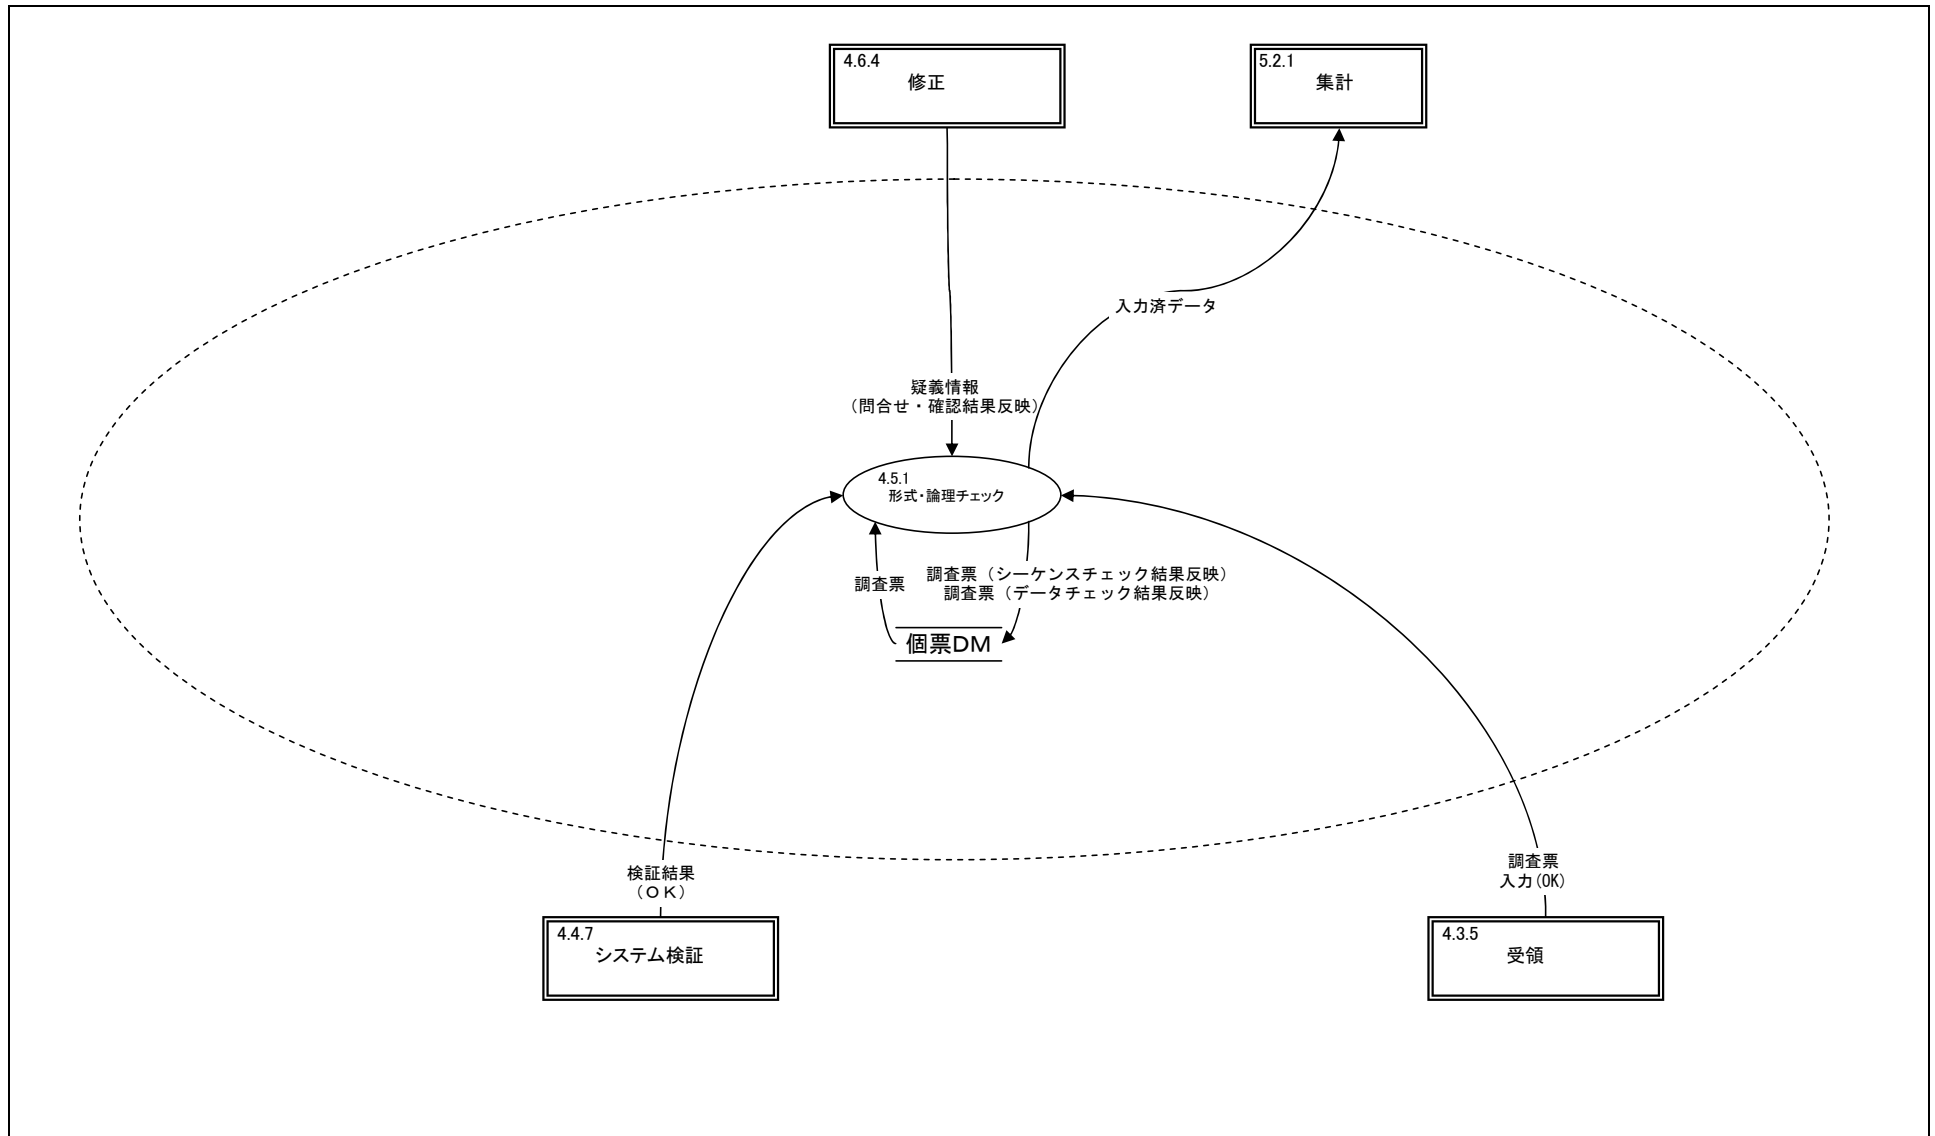 4.6.4
修正
5.2.1
集計
入力済データ
疑義情報
（問合せ・確認結果反映）
4.5.1
形式・論理チェック
調査票
調査票（シーケンスチェック結果反映）
調査票（データチェック結果反映）
個票DM
検証結果
（ＯＫ）
調査票
入力(OK)
4.4.7
システム検証
4.3.5
受領